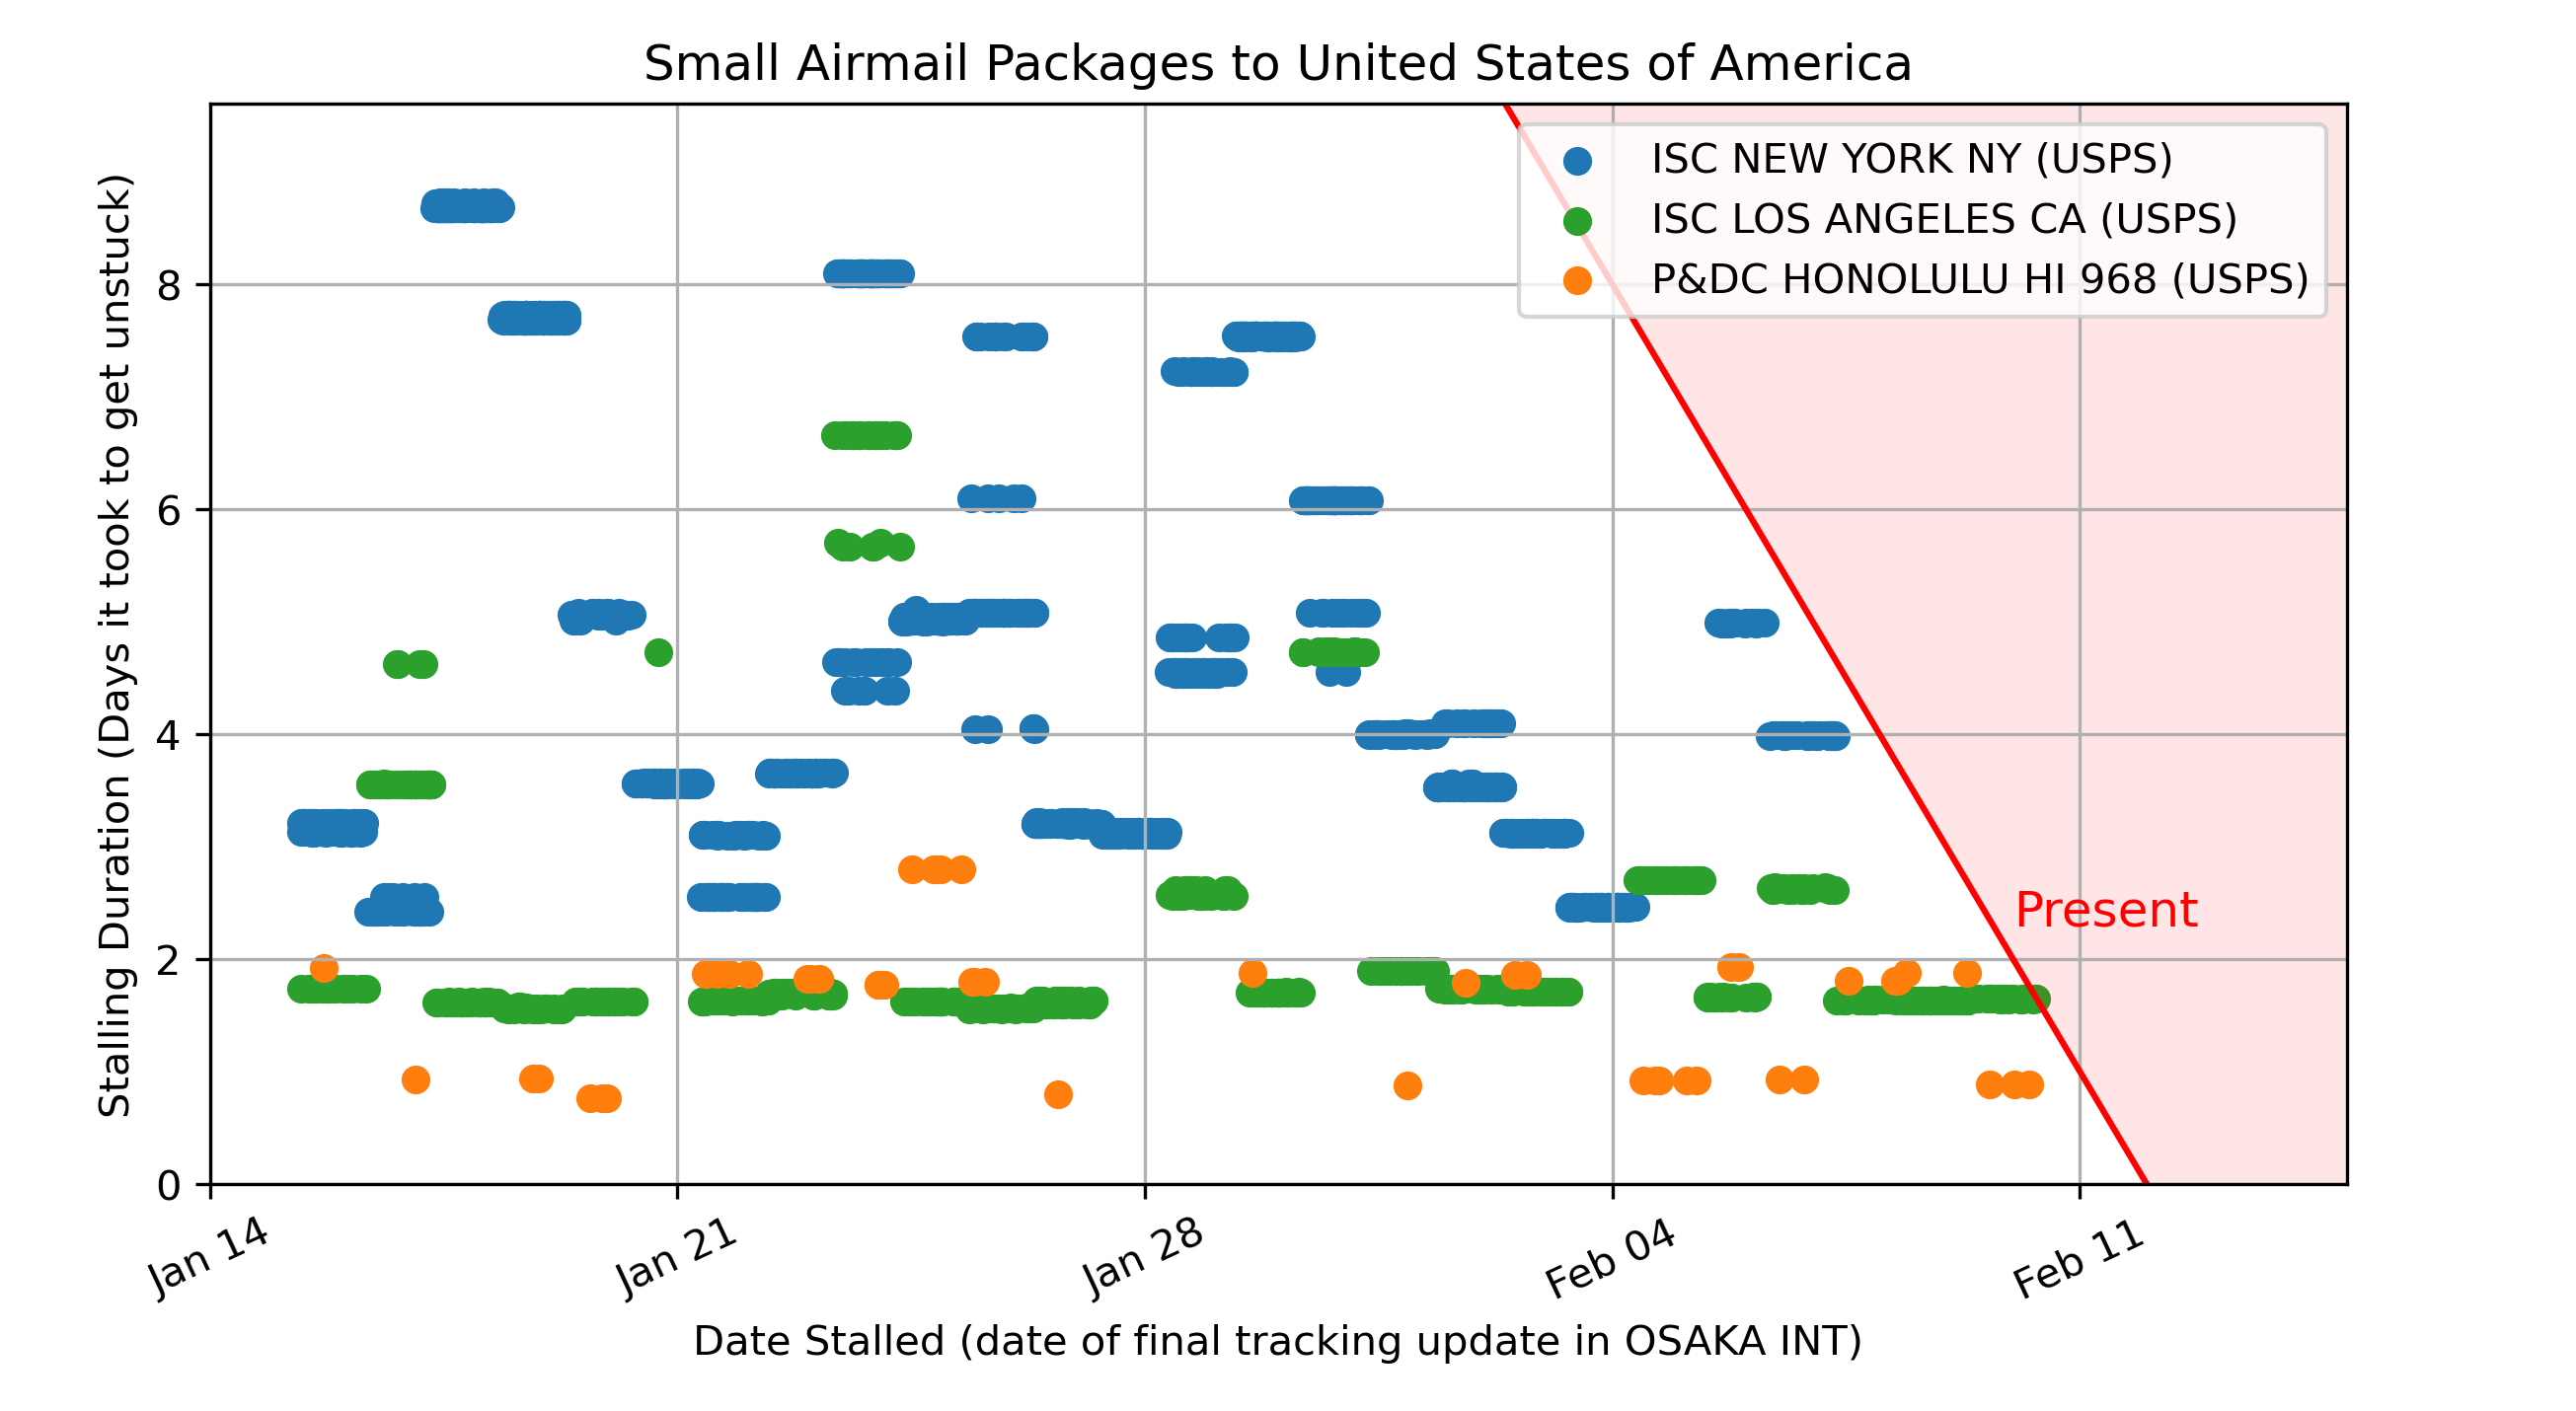 Small Airmail Packages to United States of America
ISC NEW YORK NY (USPS)
ISC LOS ANGELES CA (USPS)
P&DC HONOLULU HI 968 (USPS)
Stalling Duration (Days it took to get unstuck)
8
6
4
2
0
Present
Jan 14
Jan 21
Jan 28
Feb 04
Feb 11
Date Stalled (date of final tracking update in OSAKA INT)